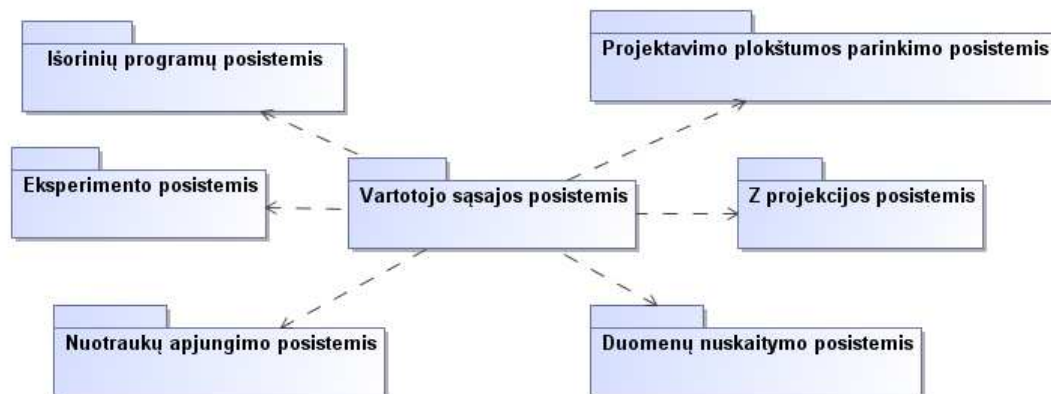 Išorinių programų posistemis
Projektavimo plokštumos parinkimo posistemis
Eksperimento posistemis
Vartotojo sąsajos posistemis
Z projekcijos posistemis
Nuotraukų apjungimo posistemis
Duomenų nuskaitymo posistemis